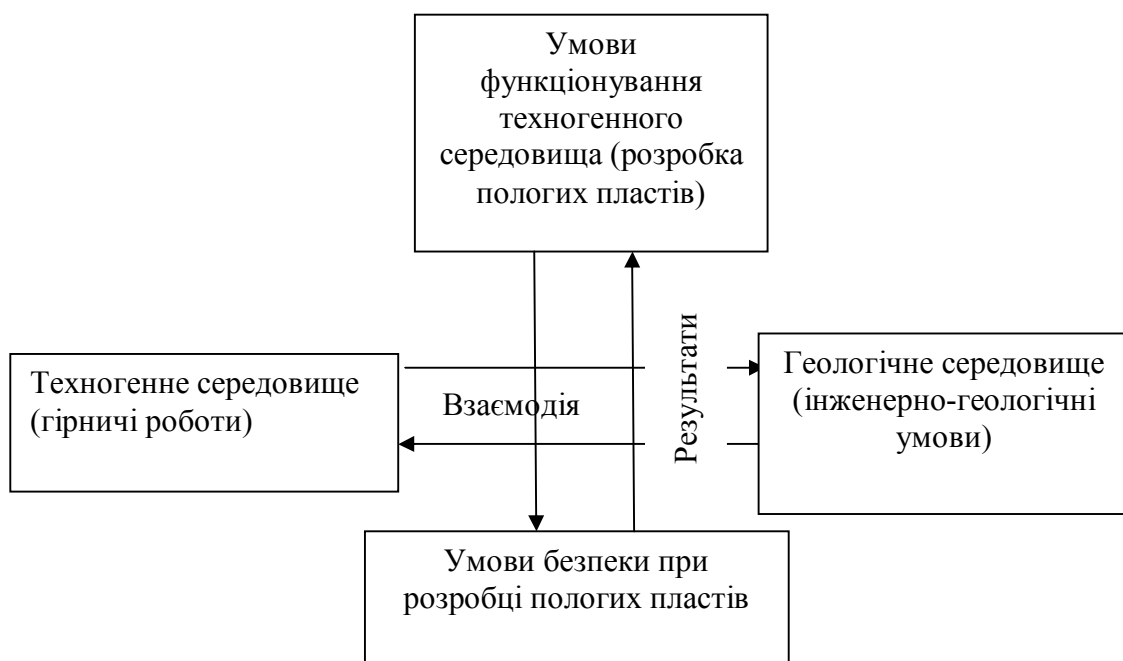 Умови
функціонування
техногенного
середовища (розробка
пологих пластів)
Техногенне середовище
(гірничі роботи)
Взаємодія
Результати
Геологічне середовище
(інженерно-геологічні
умови)
Умови безпеки при
розробці пологих пластів